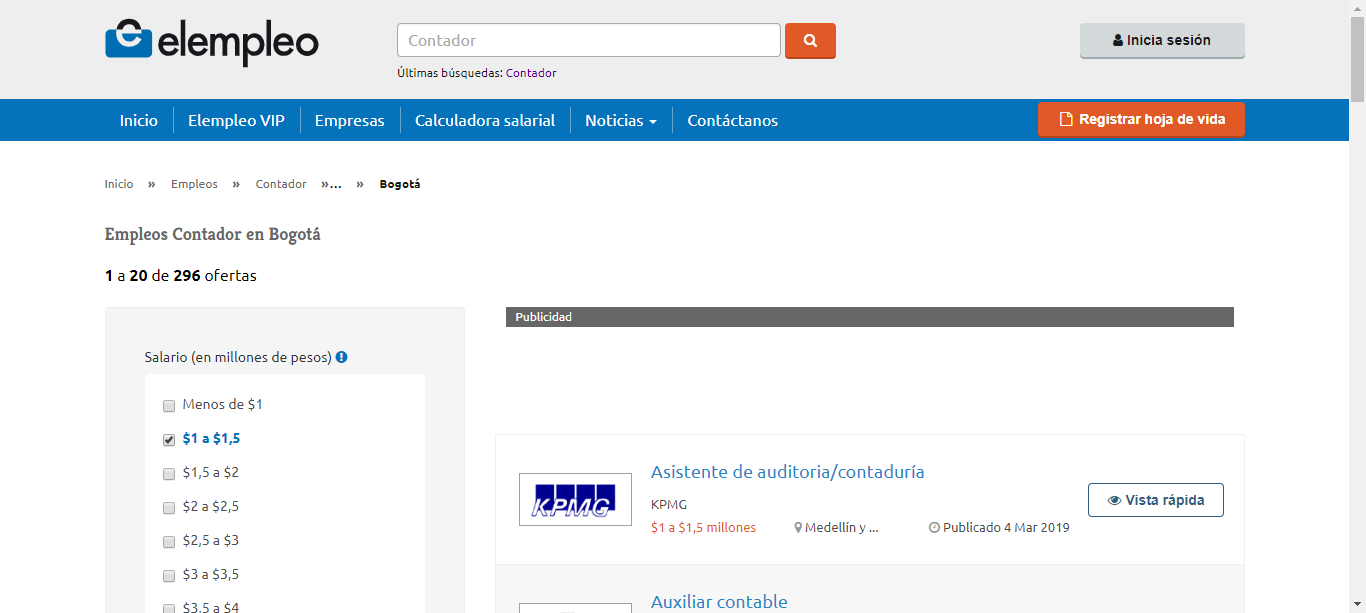 elempleo
Contador
Inicia sesión
Últimas búsquedas: Contador
Inicio
Elempleo VIP
Empresas
Calculadora salarial
Noticias
Contáctanos
Registrar hoja de vida
Inicio » Empleos » Contador »... » Bogotá
Empleos Contador en Bogotá
1 a 20 de 296 ofertas
Salario (en millones de pesos)
Menos de $1
$1 a $1,5
$1,5 a $2
$2 a $2,5
$2,5 a $3
$3 a $3,5
$3,5 a $4
Publicidad
KPMG
Asistente de auditoria/contaduría
KPMG
$1 a $1,5 millones
Medellín y ...
Publicado 4 Mar 2019
Vista rápida
Auxiliar contable